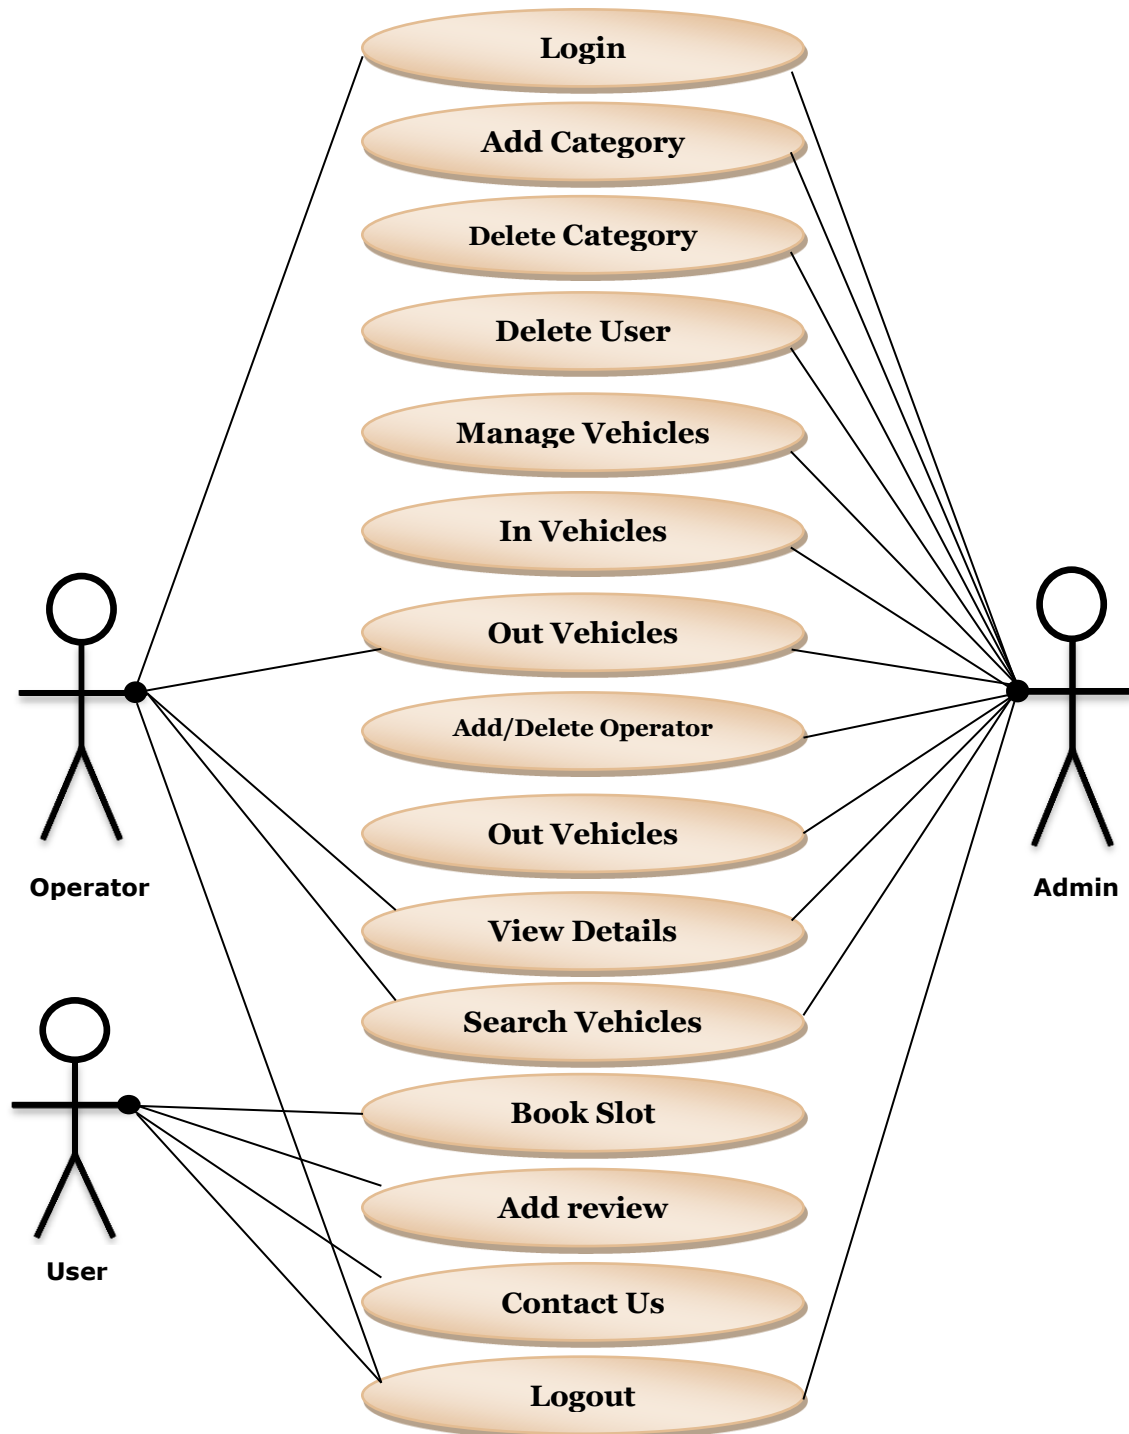 Login
Add Category
Delete Category
Delete User
Manage Vehicles
In Vehicles
Out Vehicles
Add/Delete Operator
Out Vehicles
Operator
Admin
View Details
Search Vehicles
Book Slot
Add review
User
Contact Us
Logout